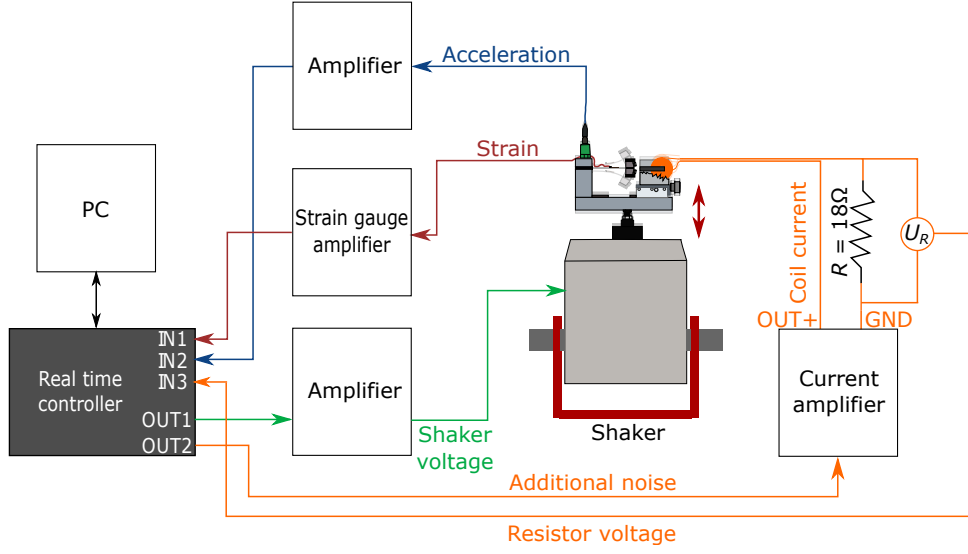 Amplifier
Acceleration
Strain
PC
Strain gauge
amplifier
Coil current
R = 18Ω
U_R
OUT+
GND
IN1
IN2
IN3
Real time
controller
OUT1
OUT2
Amplifier
Shaker
voltage
Shaker
Current
amplifier
Additional noise
Resistor voltage